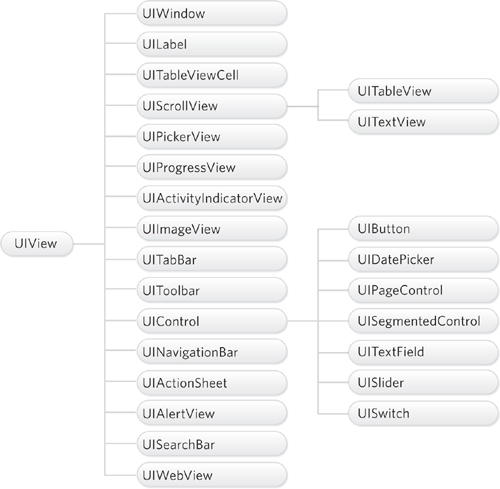 UIView
UIWindow
UILabel
UITableViewCell
UIScrollView
UIPickerView
UIProgressView
UIActivityIndicatorView
UIImageView
UITabBar
UIToolbar
UIControl
UINavigationBar
UIActionSheet
UIAlertView
UISearchBar
UIWebView
UITableView
UITextView
UIButton
UIDatePicker
UIPageControl
UISegmentedControl
UITextField
UISlider
UISwitch